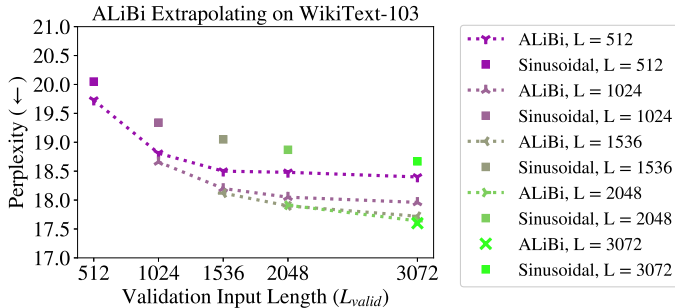 ALiBi Extrapolating on WikiText-103
Perplexity (←)
21.0
20.5
20.0
19.5
19.0
18.5
18.0
17.5
17.0
512
1024
1536
2048
3072
Validation Input Length (Lvalid)
ALiBi, L = 512
Sinusoidal, L = 512
ALiBi, L = 1024
Sinusoidal, L = 1024
ALiBi, L = 1536
Sinusoidal, L = 1536
ALiBi, L = 2048
Sinusoidal, L = 2048
ALiBi, L = 3072
Sinusoidal, L = 3072